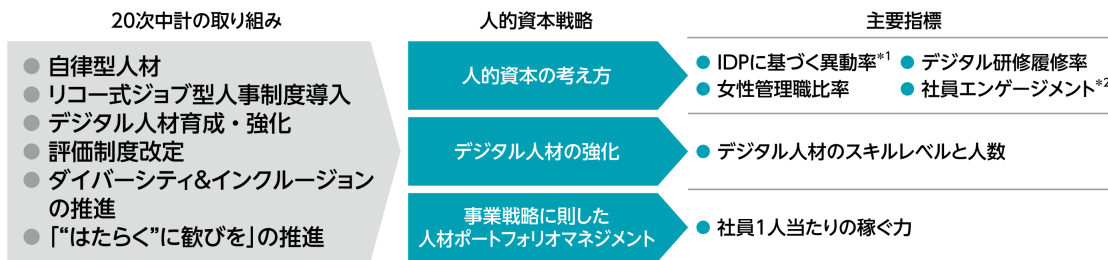 20次中計の取り組み
自律型人材
リコー式ジョブ型人事制度導入
デジタル人材育成・強化
評価制度改定
ダイバーシティ&インクルージョン
の推進
「“はたらく”に歓びを」の推進
人的資本戦略
人的資本の考え方
デジタル人材の強化
事業戦略に則した
人材ポートフォリオマネジメント
主要指標
IDPに基づく異動率*1
デジタル研修履修率
女性管理職比率
社員エンゲージメント*2
デジタル人材のスキルレベルと人数
社員1人当たりの稼ぐ力